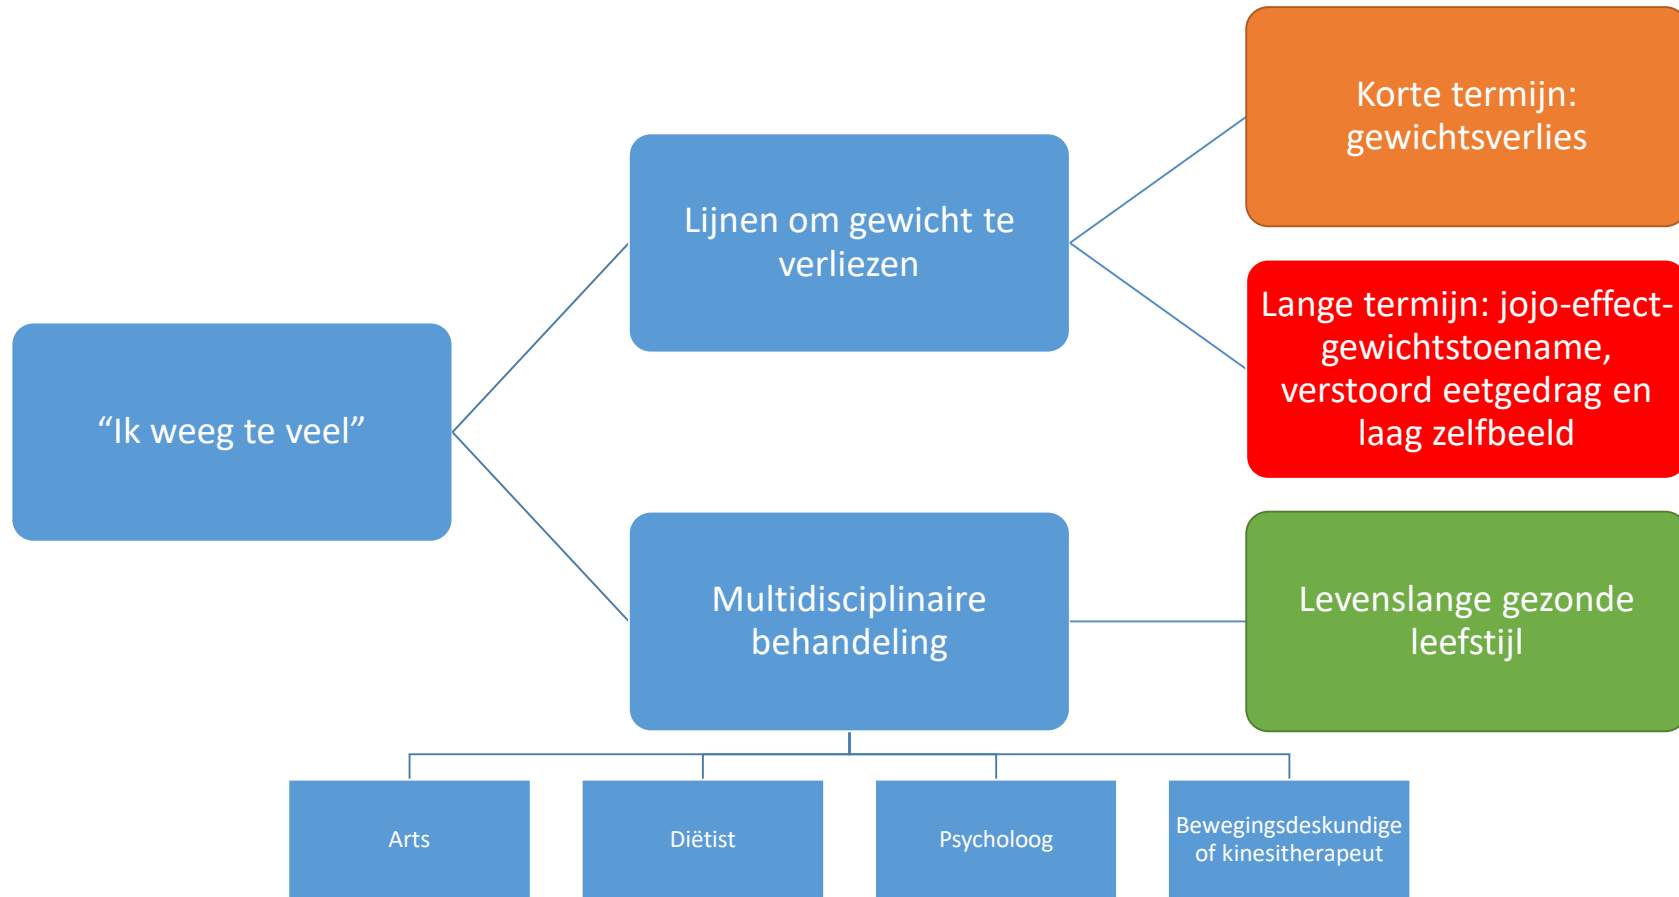 Korte termijn:
gewichtsverlies
Lijnen om gewicht te
verliezen
Lange termijn: jojo-effect-
gewichtstoename,
verstoord eetgedrag en
laag zelfbeeld
“Ik weeg te veel”
Multidisciplinaire
behandeling
Levenslange gezonde
leefstijl
Arts
Diëtist
Psycholoog
Bewegingsdeskundige
of kinesitherapeut